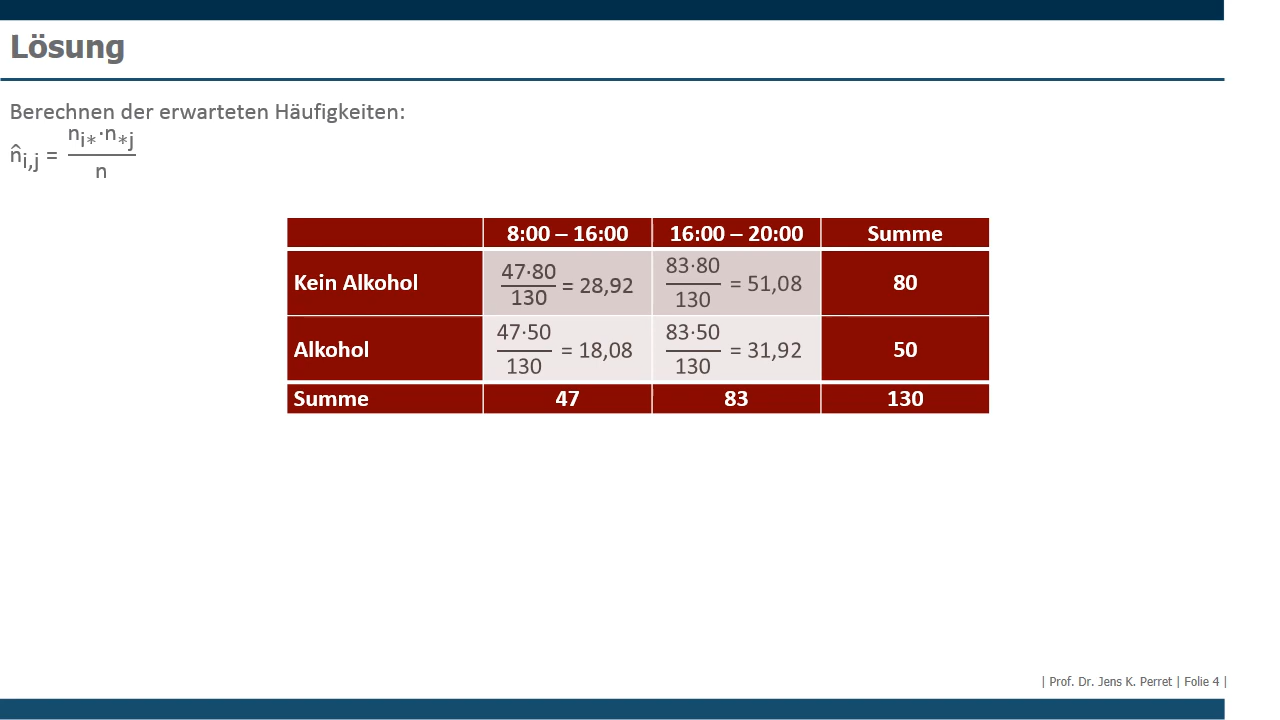 Lösung
Berechnen der erwarteten Häufigkeiten:
n̂i,j = ni*·n*j / n
8:00 – 16:00 16:00 – 20:00 Summe
Kein Alkohol 47·80 / 130 = 28,92 83·80 / 130 = 51,08 80
Alkohol 47·50 / 130 = 18,08 83·50 / 130 = 31,92 50
Summe 47 83 130
| Prof. Dr. Jens K. Perret | Folie 4 |